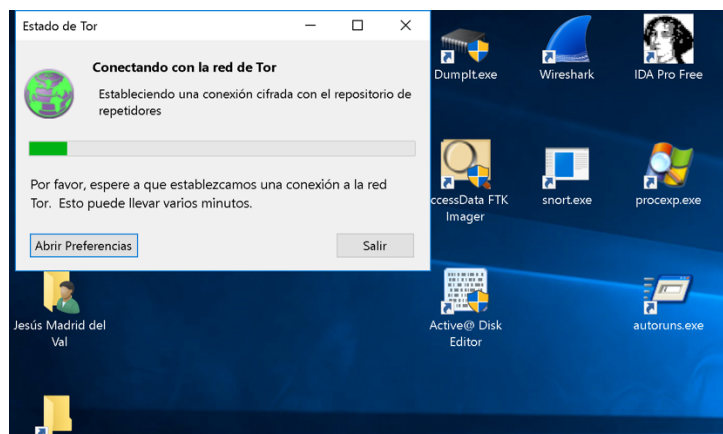 Estado de Tor
Conectando con la red de Tor
Estableciendo una conexión cifrada con el repositorio de
repetidores
Por favor, espere a que establezcamos una conexión a la red
Tor. Esto puede llevar varios minutos.
Abrir Preferencias
Salir
DumpIt.exe
Wireshark
IDA Pro Free
ccessData FTK
Imager
snort.exe
procexp.exe
Jesús Madrid del
Val
Active@ Disk
Editor
autoruns.exe